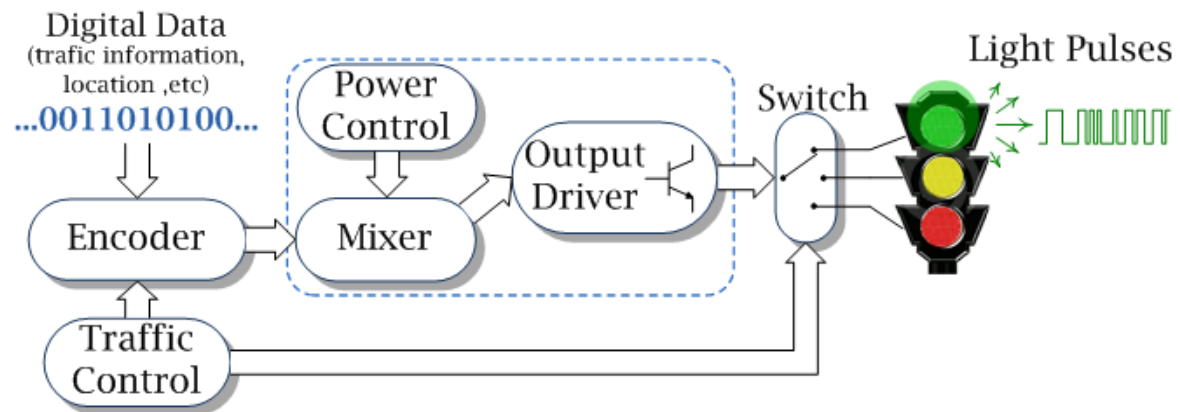 Digital Data
(trafic information,
location ,etc)
...0011010100...
Power
Control
Output
Driver
Switch
Light Pulses
Encoder
Mixer
Traffic
Control